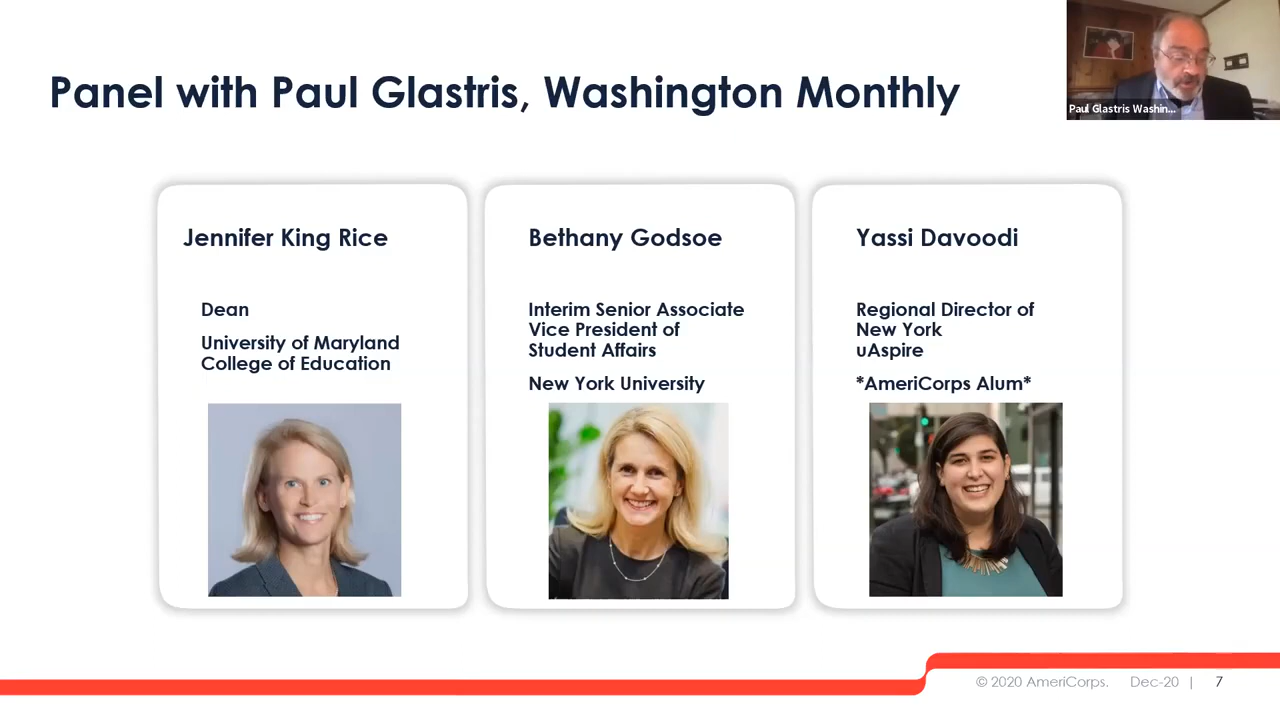 Panel with Paul Glastris, Washington Monthly
Paul Glastris Washin...
Jennifer King Rice
Dean
University of Maryland
College of Education
Bethany Godsoe
Interim Senior Associate
Vice President of
Student Affairs
New York University
Yassi Davoodi
Regional Director of
New York
uAspire
*AmeriCorps Alum*
© 2020 AmeriCorps. Dec-20 | 7